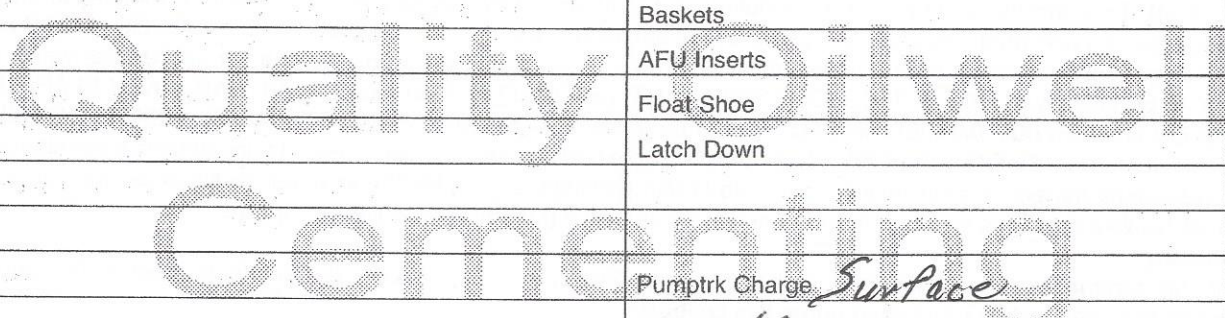 Baskets
Quality Oilwell
AFU Inserts
Float Shoe
Latch Down
Cementing
Pumptrk Charge Surface